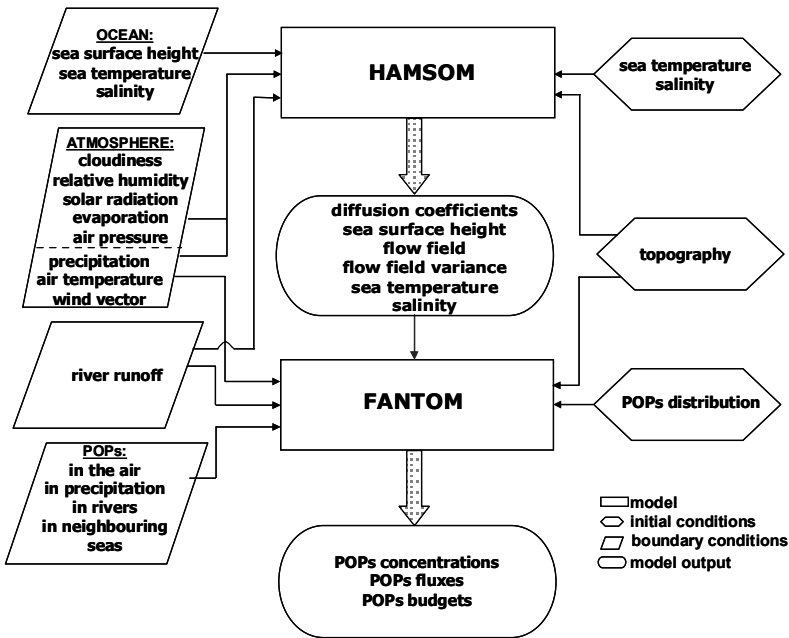 OCEAN:
sea surface height
sea temperature
salinity
HAMSOM
sea temperature
salinity
ATMOSPHERE:
cloudiness
relative humidity
solar radiation
evaporation
air pressure
precipitation
air temperature
wind vector
diffusion coefficients
sea surface height
flow field
flow field variance
sea temperature
salinity
topography
river runoff
FANTOM
POPs distribution
POPs:
in the air
in precipitation
in rivers
in neighbouring
seas
POPs concentrations
POPs fluxes
POPs budgets
model
initial conditions
boundary conditions
model output